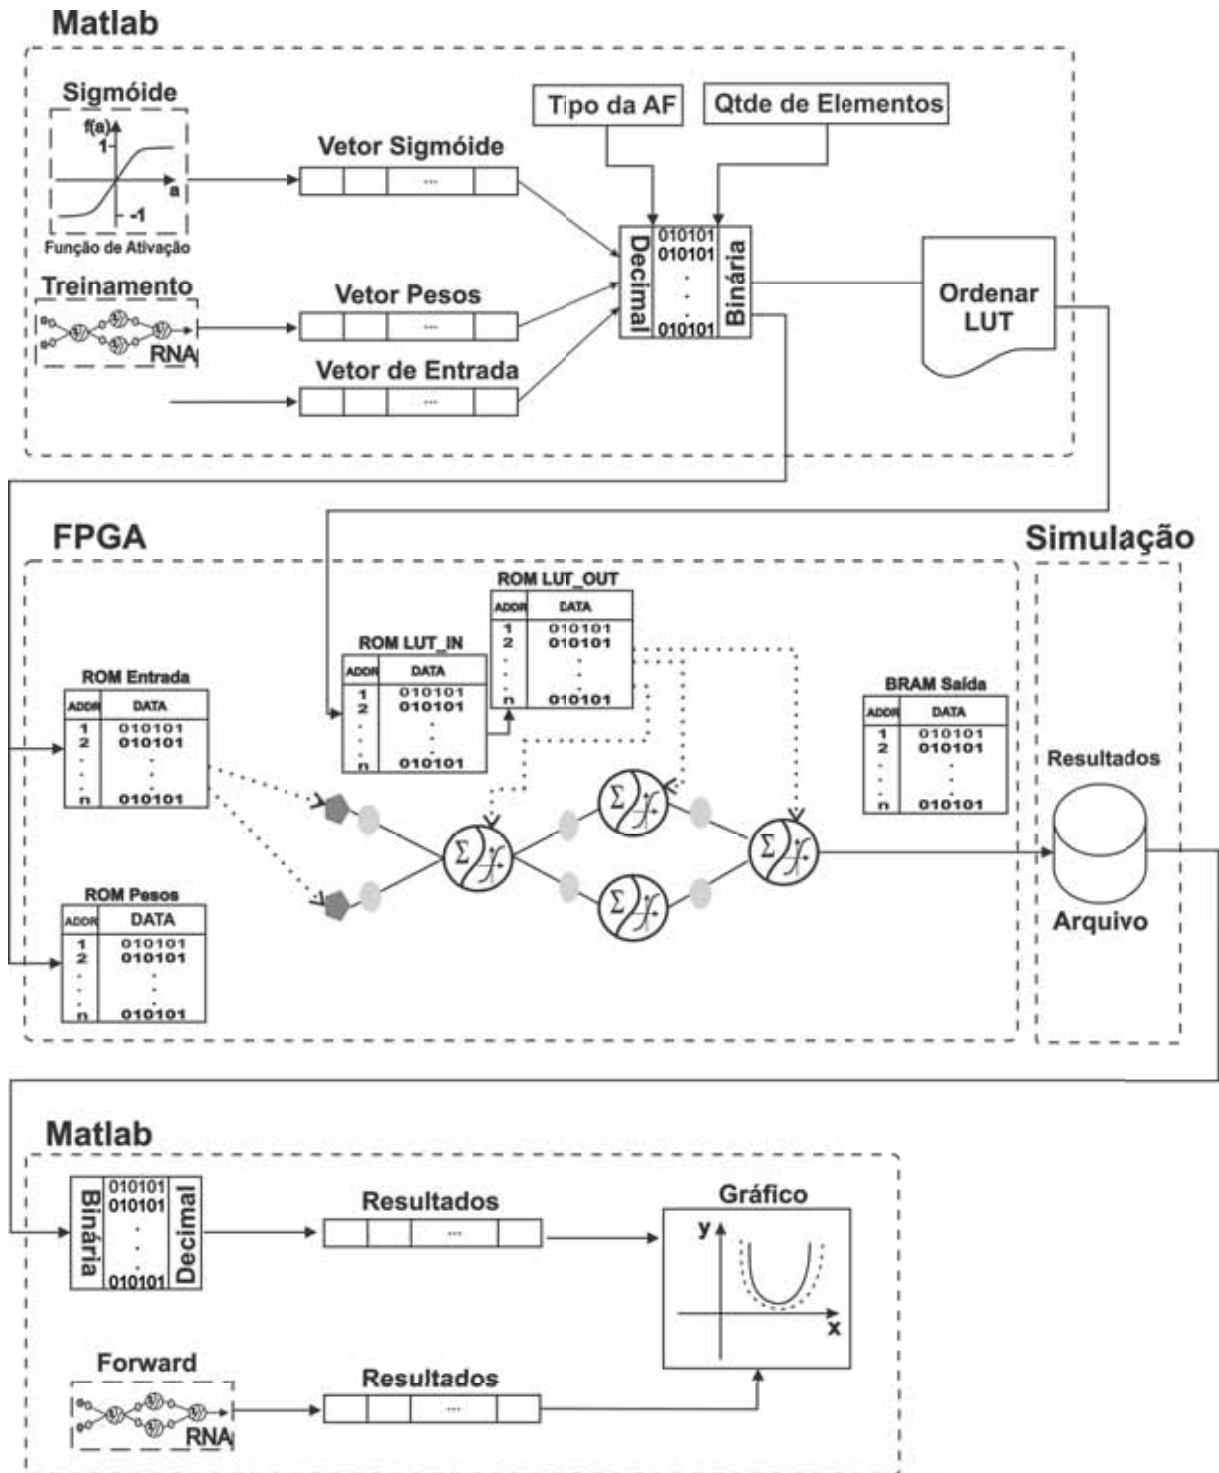 Matlab
Sigmóide
f(a)
1
a
-1
Função de Ativação
Vetor Sigmóide
...
Tipo da AF
Qtde de Elementos
Treinamento
RNA
Vetor Pesos
...
Vetor de Entrada
...
Decimal
010101
010101
.
.
.
010101
Binária
Ordenar
LUT
FPGA
Simulação
ROM LUT_OUT
ADDR DATA
1 010101
2 010101
. .
. .
n 010101
ROM LUT_IN
ADDR DATA
1 010101
2 010101
. .
. .
. .
n 010101
ROM Entrada
ADDR DATA
1 010101
2 010101
. .
. .
. .
n 010101
BRAM Saída
ADDR DATA
1 010101
2 010101
. .
. .
. .
n 010101
Resultados
Arquivo
Σ
Σ
Σ
Σ
ROM Pesos
ADDR DATA
1 010101
2 010101
. .
. .
. .
n 010101
Matlab
Binária
010101
010101
.
.
.
010101
Decimal
Resultados
...
Gráfico
y
x
Forward
RNA
Resultados
...